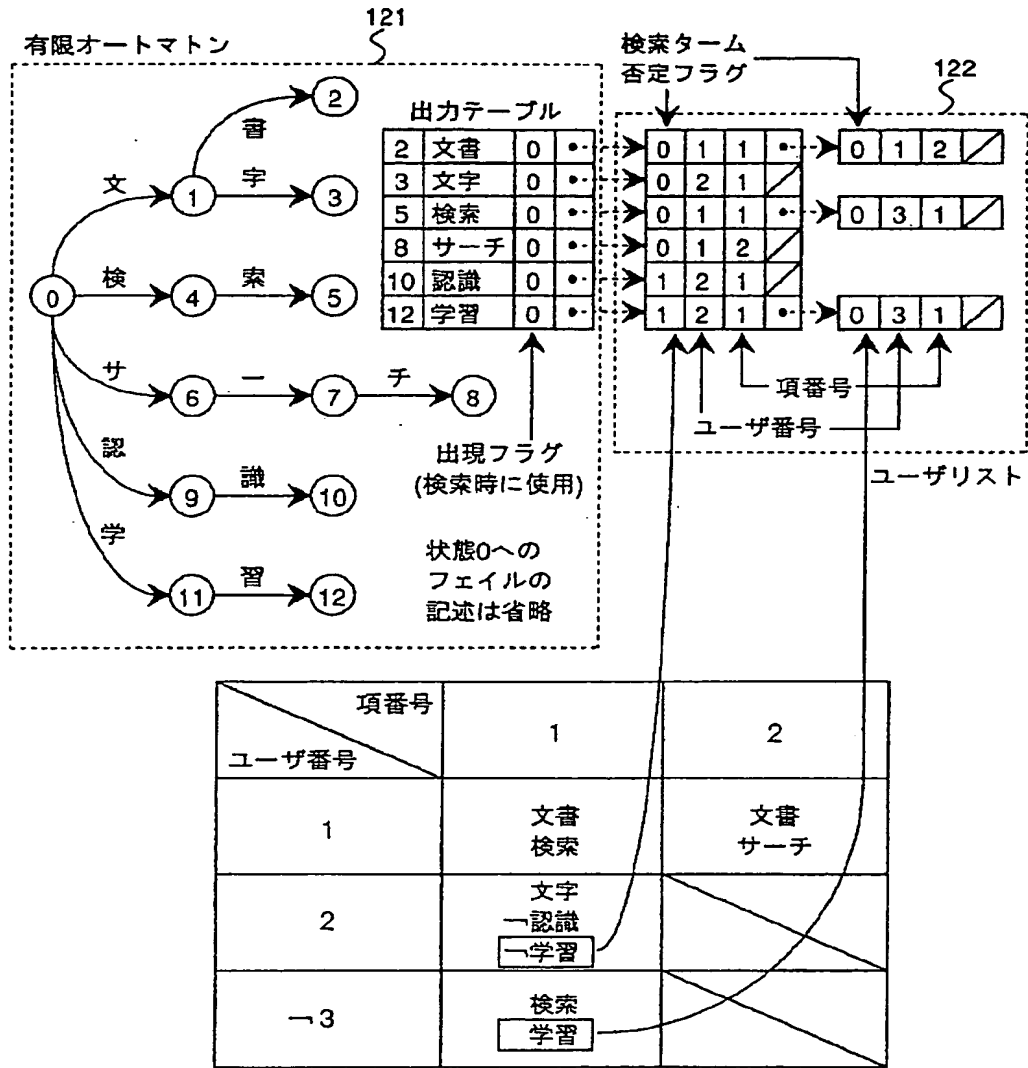 121
有限オートマトン
検索ターム
否定フラグ
122
2
書
出力テーブル
2 文書 0
0 1 1
0 1 2
文
1
字
3
3 文字 0
0 2 1
5 検索 0
0 1 1
0 3 1
8 サーチ 0
0 1 2
0
検
4
索
5
10 認識 0
1 2 1
12 学習 0
1 2 1
0 3 1
サ
6
ー
7
チ
8
項番号
ユーザ番号
出現フラグ
(検索時に使用)
ユーザリスト
認
9
識
10
学
11
習
12
状態0への
フェイルの
記述は省略
項番号
ユーザ番号
1
2
1
文書
検索
文書
サーチ
2
文字
¬認識
¬学習
¬3
検索
学習